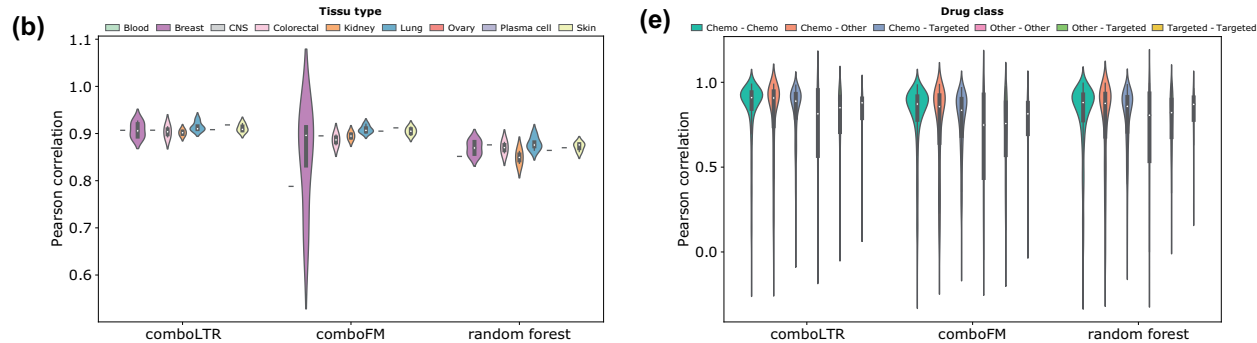 (b)
Tissu type
Blood Breast CNS Colorectal Kidney Lung Ovary Plasma cell Skin
Pearson correlation
1.1
1.0
0.9
0.8
0.7
0.6
comboLTR comboFM random forest
(e)
Drug class
Chemo - Chemo Chemo - Other Chemo - Targeted Other - Other Other - Targeted Targeted - Targeted
Pearson correlation
1.0
0.5
0.0
comboLTR comboFM random forest